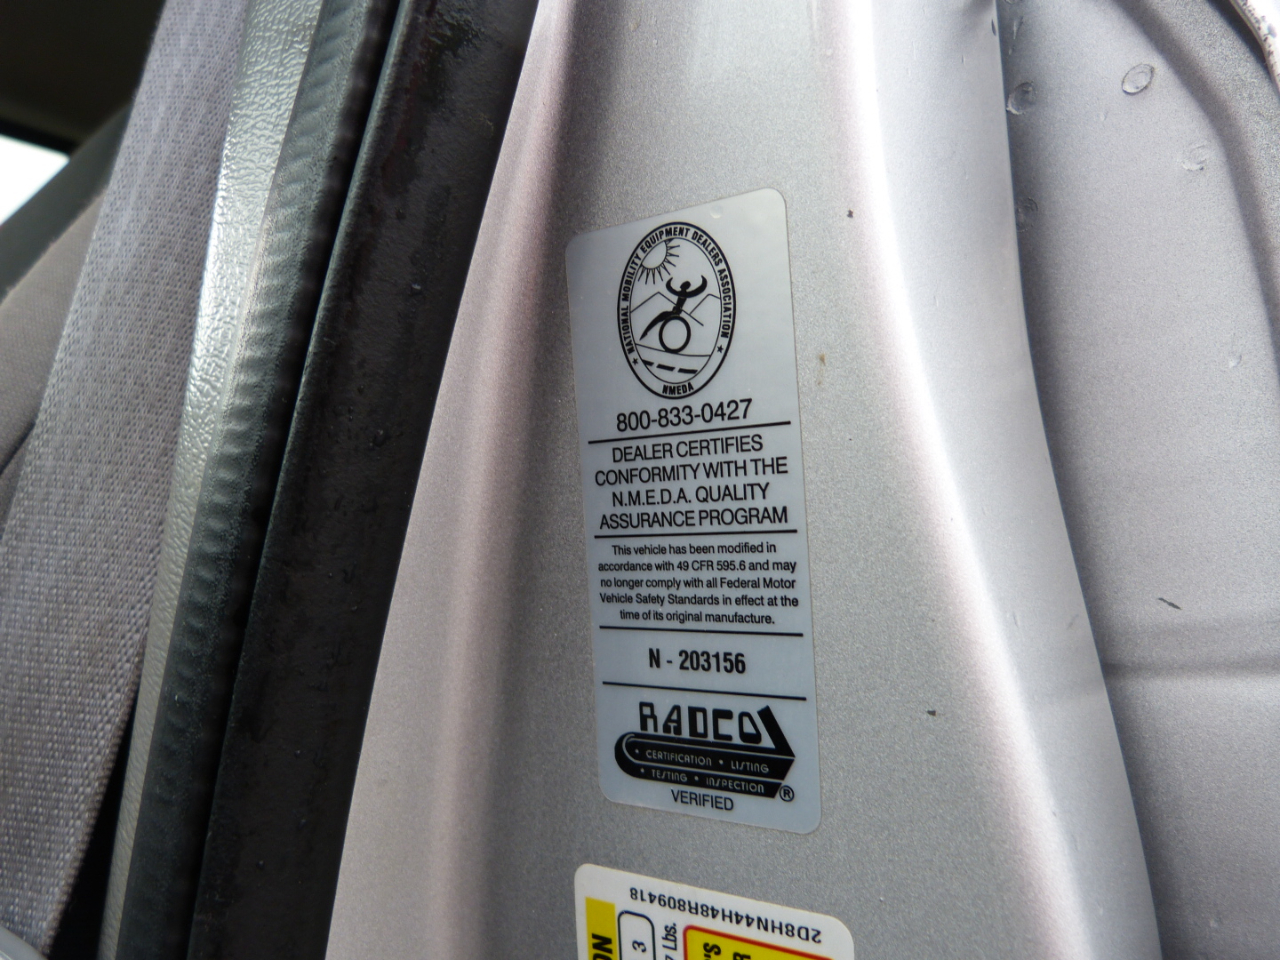 ★ NATIONAL MOBILITY EQUIPMENT DEALERS ASSOCIATION ★
NMEDA
800-833-0427
DEALER CERTIFIES
CONFORMITY WITH THE
N.M.E.D.A. QUALITY
ASSURANCE PROGRAM
This vehicle has been modified in
accordance with 49 CFR 595.6 and may
no longer comply with all Federal Motor
Vehicle Safety Standards in effect at the
time of its original manufacture.
N - 203156
RADCO
• CERTIFICATION • LISTING
• TESTING • INSPECTION ®
VERIFIED
2D8HN44H48R809418
3
Lbs.